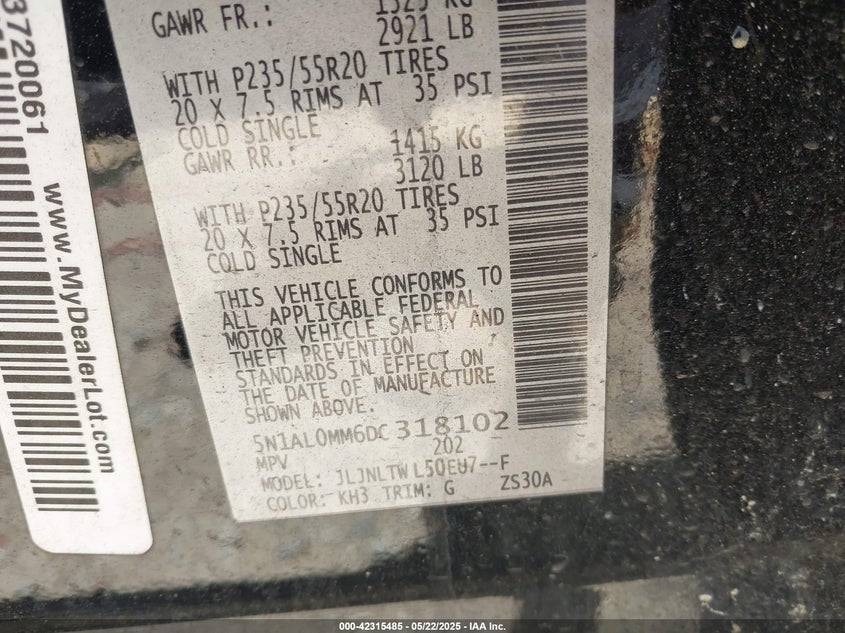 GAWR FR.: 1325 KG
2921 LB
WITH P235/55R20 TIRES
20 X 7.5 RIMS AT 35 PSI
COLD SINGLE
GAWR RR.: 1415 KG
3120 LB
WITH P235/55R20 TIRES
20 X 7.5 RIMS AT 35 PSI
COLD SINGLE
THIS VEHICLE CONFORMS TO
ALL APPLICABLE FEDERAL
MOTOR VEHICLE SAFETY AND
THEFT PREVENTION
STANDARDS IN EFFECT ON
THE DATE OF MANUFACTURE
SHOWN ABOVE.
5N1AL0MM6DC318102
MPV 202
MODEL: JLJNLTWL50EU7--F
COLOR: KH3 TRIM: G ZS30A
3720061
www.MyDealerLot.com
000-42315485 - 05/22/2025 - IAA Inc.